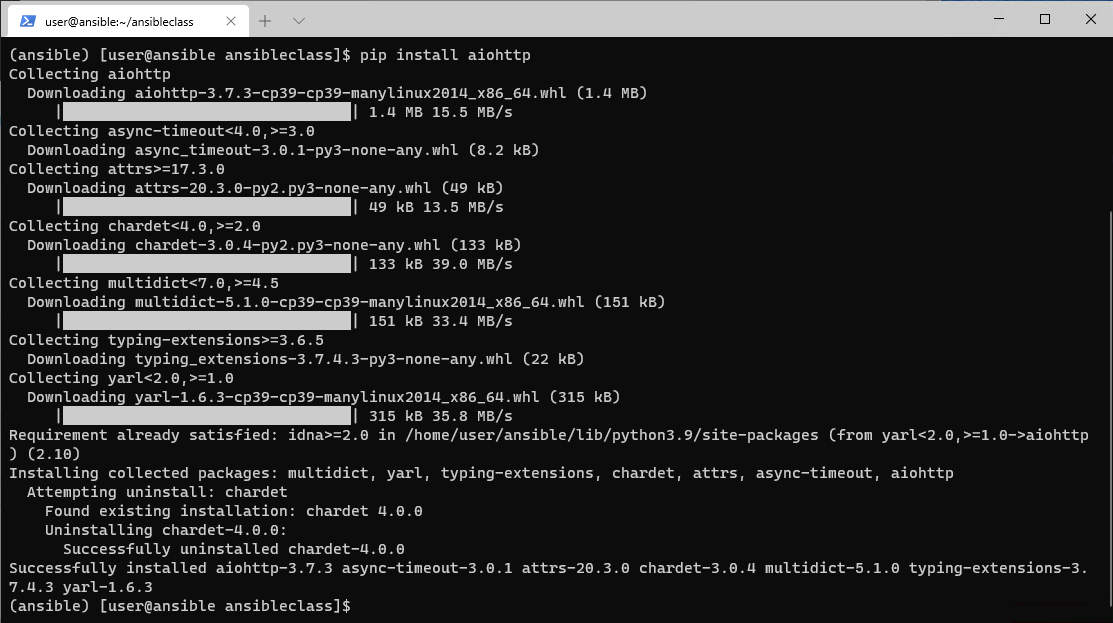 user@ansible:~/ansibleclass
(ansible) [user@ansible ansibleclass]$ pip install aiohttp
Collecting aiohttp
  Downloading aiohttp-3.7.3-cp39-cp39-manylinux2014_x86_64.whl (1.4 MB)
     |                                | 1.4 MB 15.5 MB/s
Collecting async-timeout<4.0,>=3.0
  Downloading async_timeout-3.0.1-py3-none-any.whl (8.2 kB)
Collecting attrs>=17.3.0
  Downloading attrs-20.3.0-py2.py3-none-any.whl (49 kB)
     |                                | 49 kB 13.5 MB/s
Collecting chardet<4.0,>=2.0
  Downloading chardet-3.0.4-py2.py3-none-any.whl (133 kB)
     |                                | 133 kB 39.0 MB/s
Collecting multidict<7.0,>=4.5
  Downloading multidict-5.1.0-cp39-cp39-manylinux2014_x86_64.whl (151 kB)
     |                                | 151 kB 33.4 MB/s
Collecting typing-extensions>=3.6.5
  Downloading typing_extensions-3.7.4.3-py3-none-any.whl (22 kB)
Collecting yarl<2.0,>=1.0
  Downloading yarl-1.6.3-cp39-cp39-manylinux2014_x86_64.whl (315 kB)
     |                                | 315 kB 35.8 MB/s
Requirement already satisfied: idna>=2.0 in /home/user/ansible/lib/python3.9/site-packages (from yarl<2.0,>=1.0->aiohttp
) (2.10)
Installing collected packages: multidict, yarl, typing-extensions, chardet, attrs, async-timeout, aiohttp
  Attempting uninstall: chardet
    Found existing installation: chardet 4.0.0
    Uninstalling chardet-4.0.0:
      Successfully uninstalled chardet-4.0.0
Successfully installed aiohttp-3.7.3 async-timeout-3.0.1 attrs-20.3.0 chardet-3.0.4 multidict-5.1.0 typing-extensions-3.
7.4.3 yarl-1.6.3
(ansible) [user@ansible ansibleclass]$